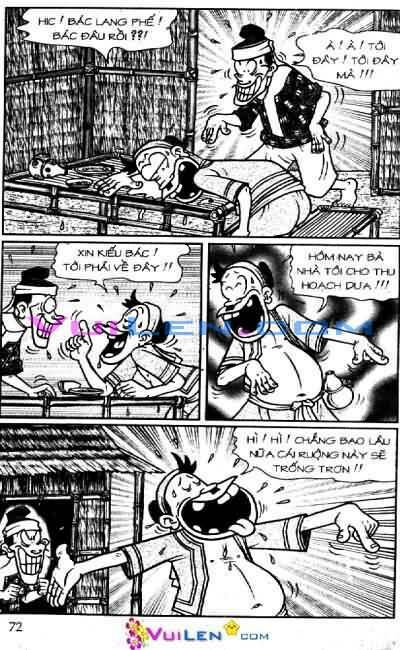 HIC! BÁC LANG PHẾ!
BÁC ĐÂU RỒI ??!
À! À! TÔI
ĐÂY! TÔI ĐÂY
MÀ !!!
XIN KIẾU BÁC!
TÔI PHẢI VỀ ĐÂY !!
HÔM NAY BÀ
NHÀ TÔI CHO THU
HOẠCH DƯA !!!
VUILEN.COM
HÌ! HÌ! CHẲNG BAO LÂU
NỮA CÁI RUỘNG NÀY SẼ
TRỐNG TRƠN !!
72
VUILEN.COM